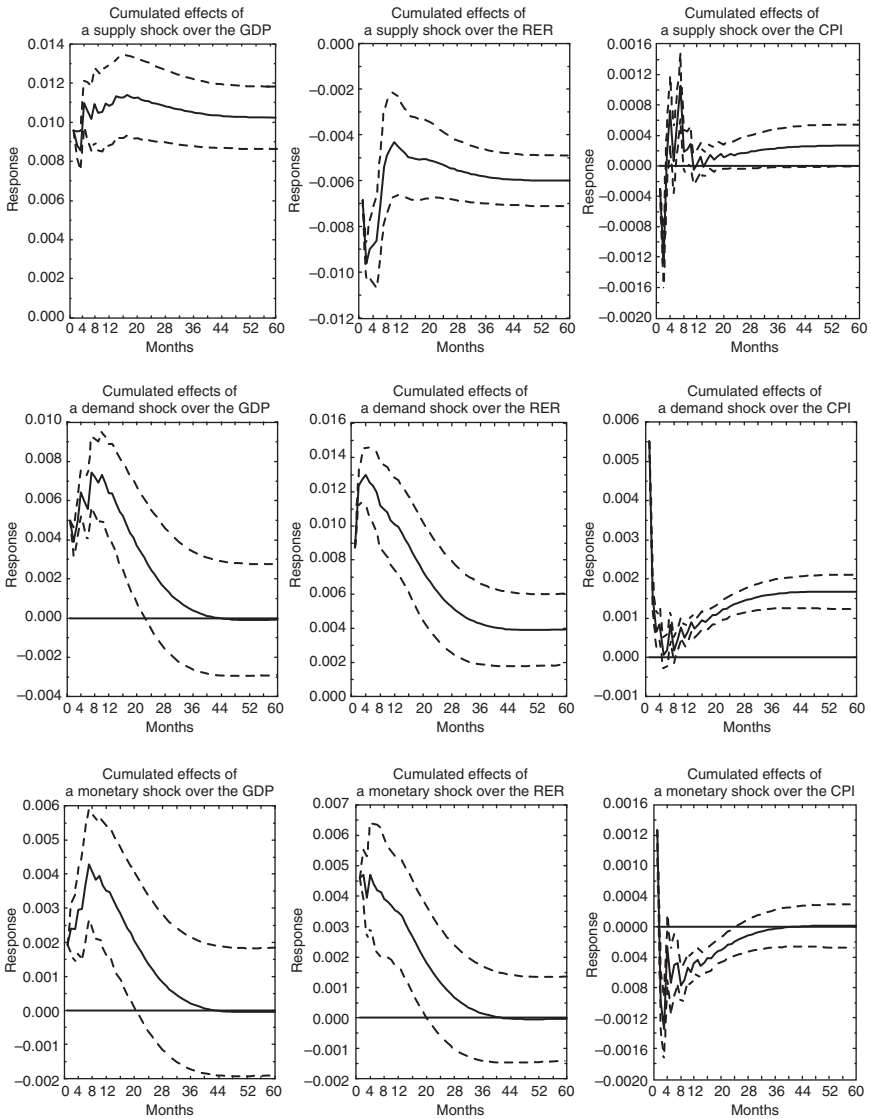 Cumulated effects of
a supply shock over the GDP
Response
0.014
0.012
0.010
0.008
0.006
0.004
0.002
0.000
0 4 8 12 20 28 36 44 52 60
Months
Cumulated effects of
a supply shock over the RER
Response
0.000
−0.002
−0.004
−0.006
−0.008
−0.010
−0.012
0 4 8 12 20 28 36 44 52 60
Months
Cumulated effects of
a supply shock over the CPI
Response
0.0016
0.0012
0.0008
0.0004
0.0000
−0.0004
−0.0008
−0.0012
−0.0016
−0.0020
0 4 8 12 20 28 36 44 52 60
Months
Cumulated effects of
a demand shock over the GDP
Response
0.010
0.008
0.006
0.004
0.002
0.000
−0.002
−0.004
0 4 8 12 20 28 36 44 52 60
Months
Cumulated effects of
a demand shock over the RER
Response
0.016
0.014
0.012
0.010
0.008
0.006
0.004
0.002
0.000
0 4 8 12 20 28 36 44 52 60
Months
Cumulated effects of
a demand shock over the CPI
Response
0.006
0.005
0.004
0.003
0.002
0.001
0.000
−0.001
0 4 8 12 20 28 36 44 52 60
Months
Cumulated effects of
a monetary shock over the GDP
Response
0.006
0.005
0.004
0.003
0.002
0.001
0.000
−0.001
−0.002
0 4 8 12 20 28 36 44 52 60
Months
Cumulated effects of
a monetary shock over the RER
Response
0.007
0.006
0.005
0.004
0.003
0.002
0.001
0.000
−0.001
−0.002
0 4 8 12 20 28 36 44 52 60
Months
Cumulated effects of
a monetary shock over the CPI
Response
0.0016
0.0012
0.0008
0.0004
0.0000
0.004
0.0008
−0.0012
−0.0016
−0.0020
0 4 8 12 20 28 36 44 52 60
Months